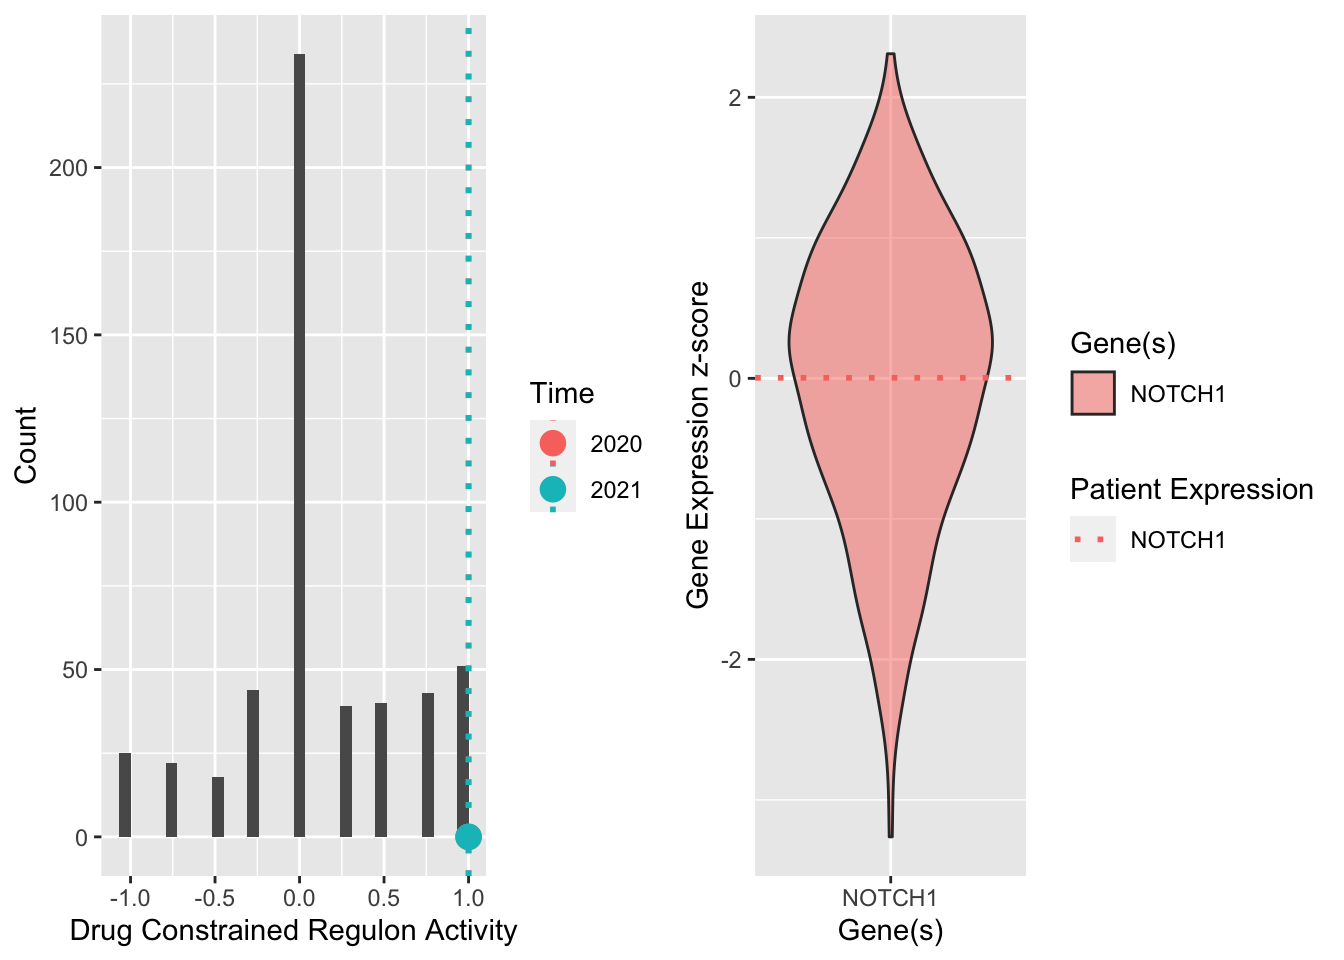 Count
200
150
100
50
0
-1.0 -0.5 0.0 0.5 1.0
Drug Constrained Regulon Activity
Time
2020
2021
Gene Expression z-score
2
0
-2
NOTCH1
Gene(s)
Gene(s)
NOTCH1
Patient Expression
NOTCH1